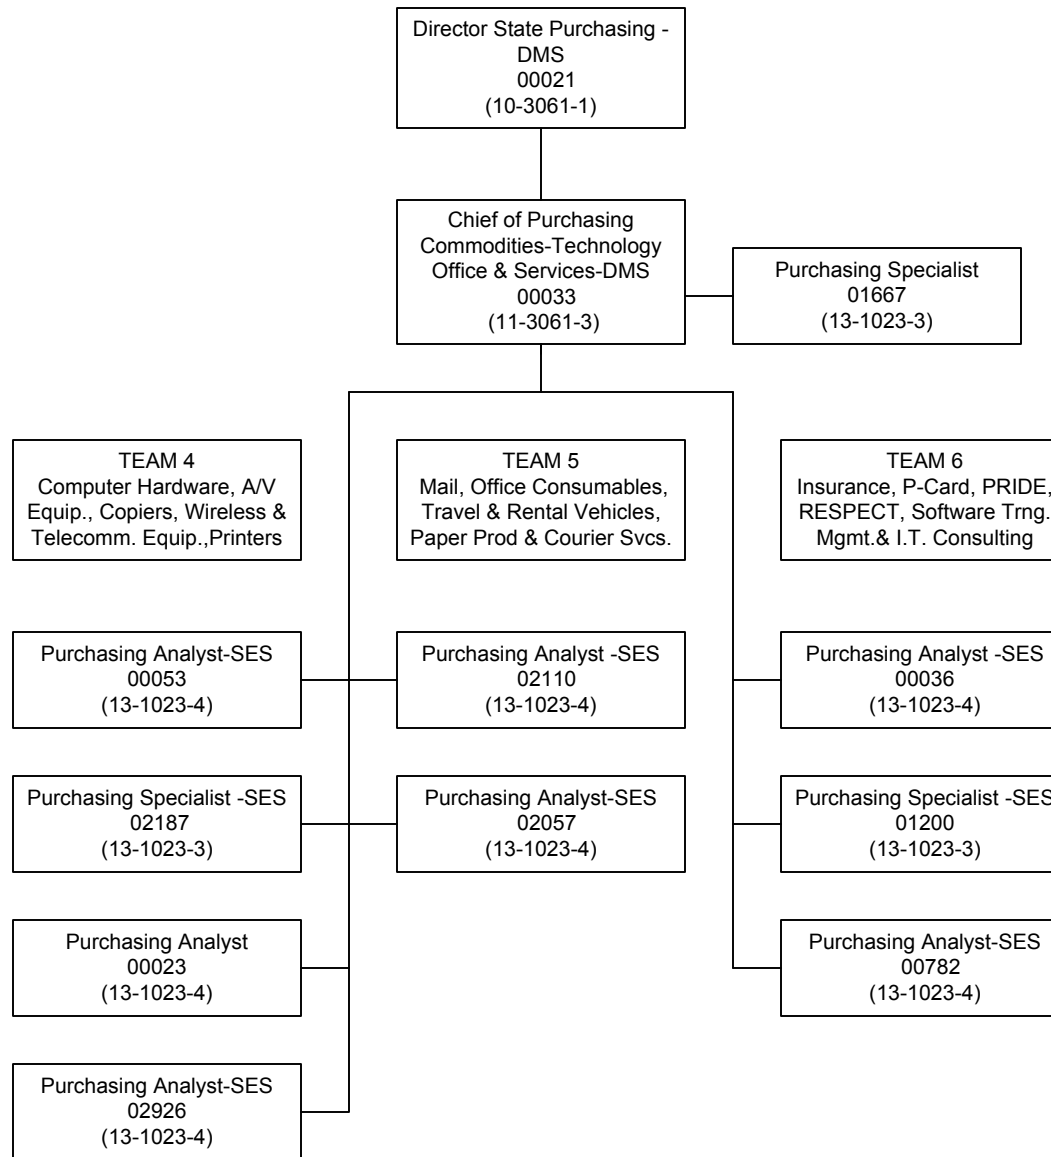 Director State Purchasing -
DMS
00021
(10-3061-1)
Chief of Purchasing
Commodities-Technology
Office & Services-DMS
00033
(11-3061-3)
Purchasing Specialist
01667
(13-1023-3)
TEAM 4
Computer Hardware, A/V
Equip., Copiers, Wireless &
Telecomm. Equip.,Printers
TEAM 5
Mail, Office Consumables,
Travel & Rental Vehicles,
Paper Prod & Courier Svcs.
TEAM 6
Insurance, P-Card, PRIDE,
RESPECT, Software Trng.
Mgmt.& I.T. Consulting
Purchasing Analyst-SES
00053
(13-1023-4)
Purchasing Analyst -SES
02110
(13-1023-4)
Purchasing Analyst -SES
00036
(13-1023-4)
Purchasing Specialist -SES
02187
(13-1023-3)
Purchasing Analyst-SES
02057
(13-1023-4)
Purchasing Specialist -SES
01200
(13-1023-3)
Purchasing Analyst
00023
(13-1023-4)
Purchasing Analyst-SES
00782
(13-1023-4)
Purchasing Analyst-SES
02926
(13-1023-4)